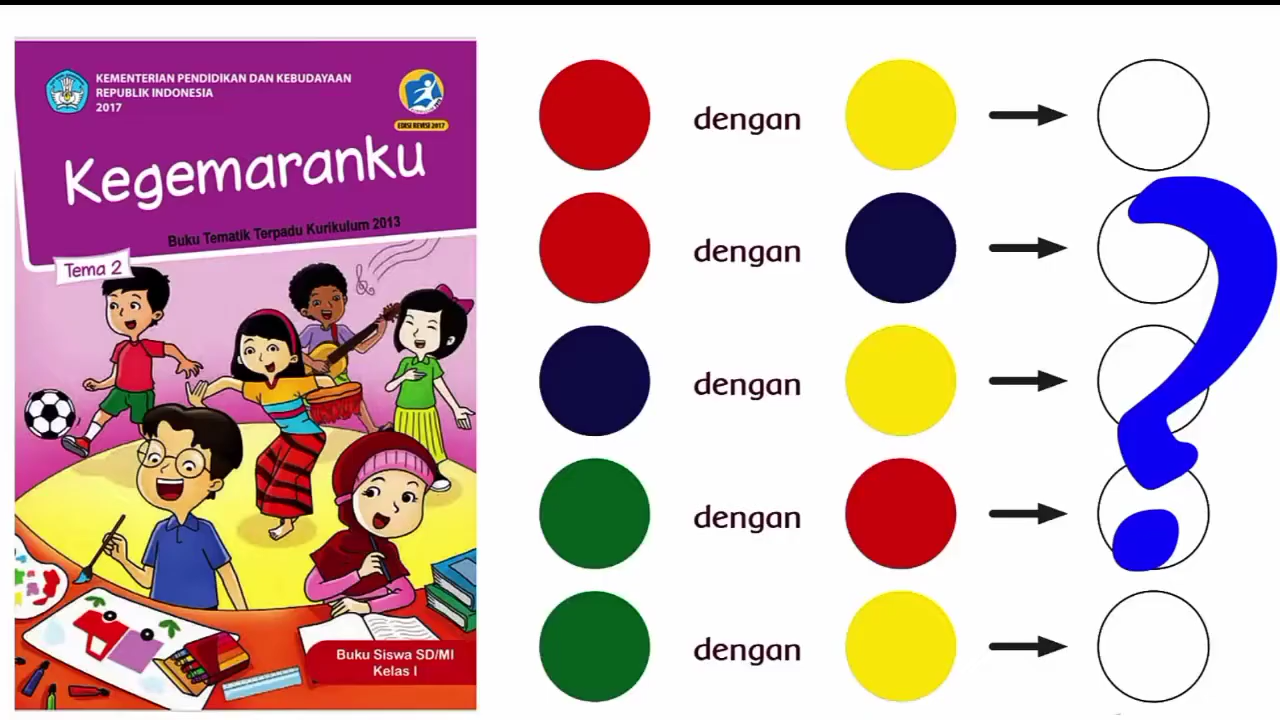 KEMENTERIAN PENDIDIKAN DAN KEBUDAYAAN
REPUBLIK INDONESIA
2017
EDISI REVISI 2017
Kegemaranku
Buku Tematik Terpadu Kurikulum 2013
Tema 2
Buku Siswa SD/MI
Kelas I
dengan
dengan
dengan
dengan
dengan
?